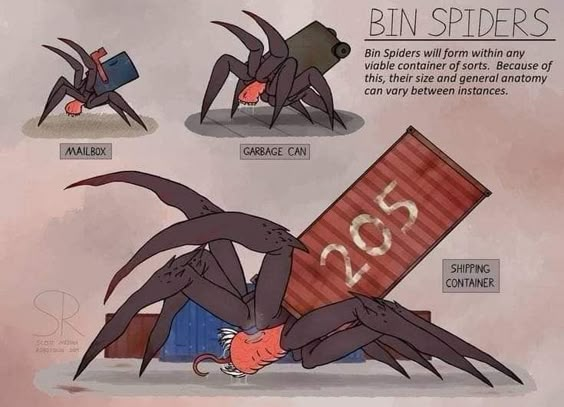 BIN SPIDERS
Bin Spiders will form within any
viable container of sorts. Because of
this, their size and general anatomy
can vary between instances.
MAILBOX
GARBAGE CAN
205
SHIPPING
CONTAINER
SR